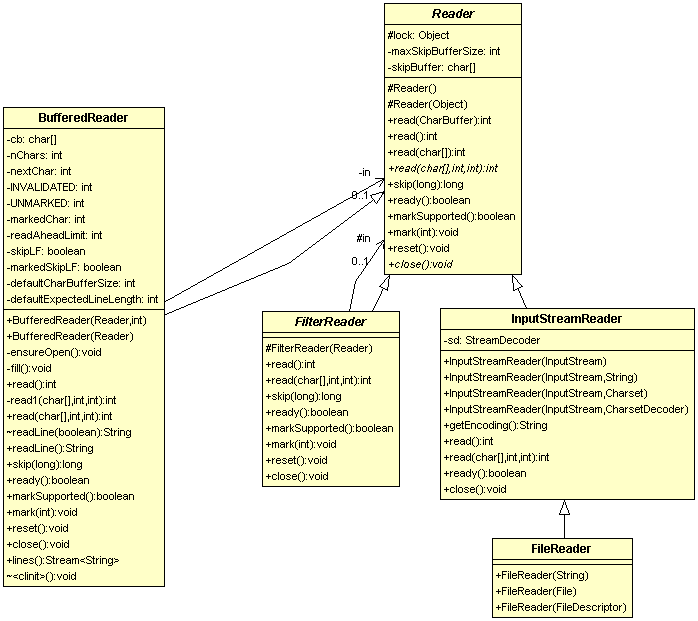 Reader
#lock: Object
-maxSkipBufferSize: int
-skipBuffer: char[]
#Reader()
#Reader(Object)
+read(CharBuffer):int
+read():int
+read(char[]):int
+read(char[],int,int):int
+skip(long):long
+ready():boolean
+markSupported():boolean
+mark(int):void
+reset():void
+close():void
BufferedReader
-cb: char[]
-nChars: int
-nextChar: int
-INVALIDATED: int
-UNMARKED: int
-markedChar: int
-readAheadLimit: int
-skipLF: boolean
-markedSkipLF: boolean
-defaultCharBufferSize: int
-defaultExpectedLineLength: int
+BufferedReader(Reader,int)
+BufferedReader(Reader)
-ensureOpen():void
-fill():void
+read():int
-read1(char[],int,int):int
+read(char[],int,int):int
~readLine(boolean):String
+readLine():String
+skip(long):long
+ready():boolean
+markSupported():boolean
+mark(int):void
+reset():void
+close():void
+lines():Stream<String>
~<clinit>():void
-in
0..1
#in
0..1
FilterReader
#FilterReader(Reader)
+read():int
+read(char[],int,int):int
+skip(long):long
+ready():boolean
+markSupported():boolean
+mark(int):void
+reset():void
+close():void
InputStreamReader
-sd: StreamDecoder
+InputStreamReader(InputStream)
+InputStreamReader(InputStream,String)
+InputStreamReader(InputStream,Charset)
+InputStreamReader(InputStream,CharsetDecoder)
+getEncoding():String
+read():int
+read(char[],int,int):int
+ready():boolean
+close():void
FileReader
+FileReader(String)
+FileReader(File)
+FileReader(FileDescriptor)